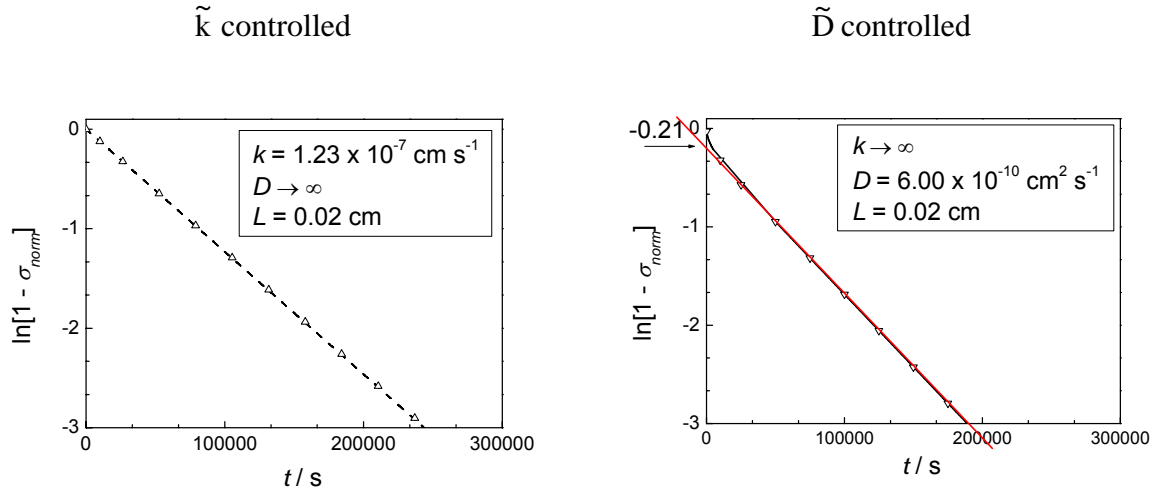 k̃ controlled
0
-1
-2
-3
0
100000
200000
300000
ln[1 - σnorm]
t / s
k = 1.23 x 10⁻⁷ cm s⁻¹
D → ∞
L = 0.02 cm
D̃ controlled
-0.21
0
-1
-2
-3
0
100000
200000
300000
ln[1 - σnorm]
t / s
k → ∞
D = 6.00 x 10⁻¹⁰ cm² s⁻¹
L = 0.02 cm